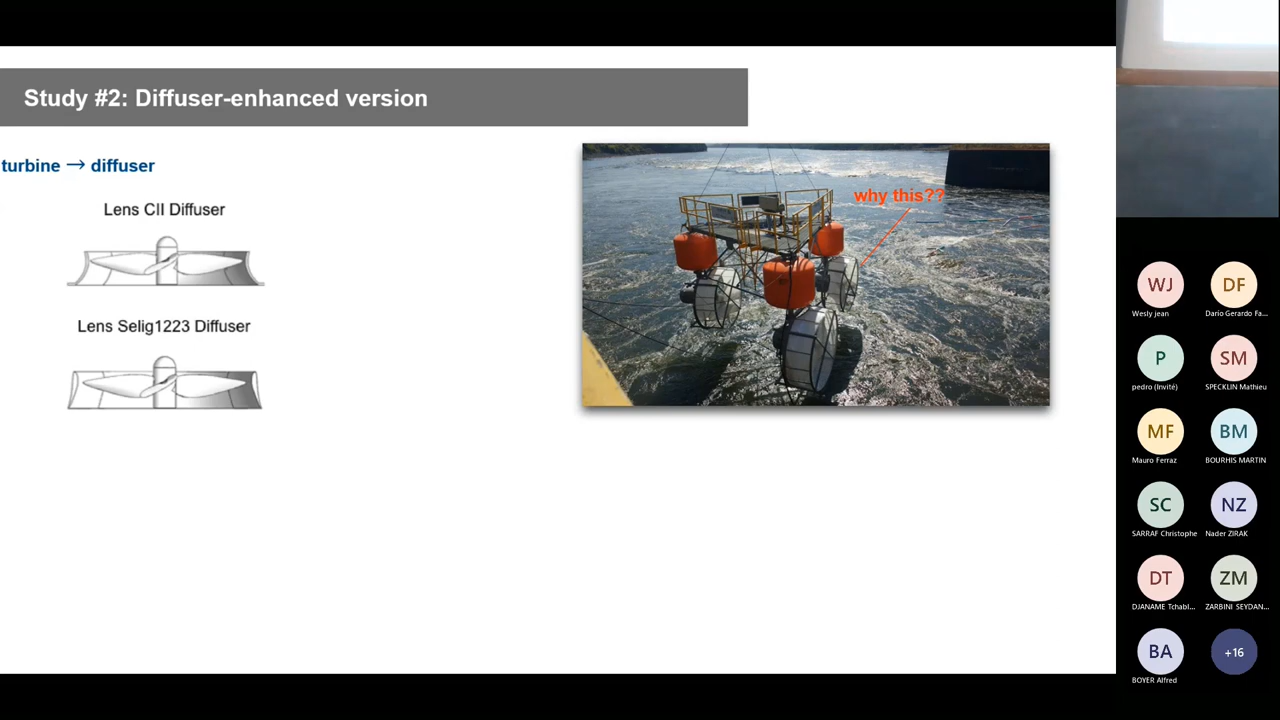 Study #2: Diffuser-enhanced version
turbine → diffuser
Lens CII Diffuser
Lens Selig1223 Diffuser
why this??
WJ
Wesly jean
DF
Darío Gerardo Fa...
P
pedro (Invité)
SM
SPECKLIN Mathieu
MF
Mauro Ferraz
BM
BOURHIS MARTIN
SC
SARRAF Christophe
NZ
Nader ZIRAK
DT
DJANAME Tchabl...
ZM
ZARBINI SEYDAN...
BA
BOYER Alfred
+16